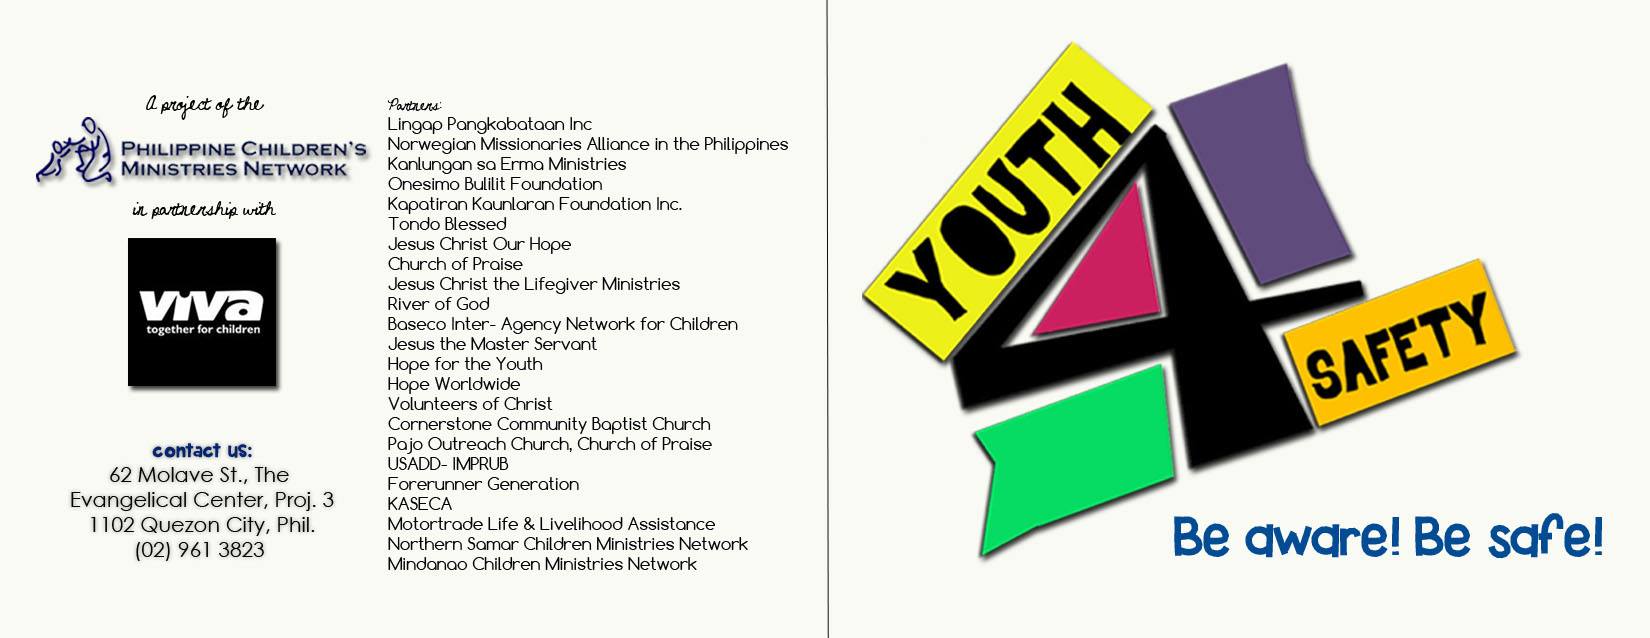 A project of the
PHILIPPINE CHILDREN'S
MINISTRIES NETWORK
in partnership with
viva
together for children
contact us:
62 Molave St., The
Evangelical Center, Proj. 3
1102 Quezon City, Phil.
(02) 961 3823
Partners:
Lingap Pangkabataan Inc
Norwegian Missionaries Alliance in the Philippines
Kanlungan sa Erma Ministries
Onesimo Bulilit Foundation
Kapatiran Kaunlaran Foundation Inc.
Tondo Blessed
Jesus Christ Our Hope
Church of Praise
Jesus Christ the Lifegiver Ministries
River of God
Baseco Inter- Agency Network for Children
Jesus the Master Servant
Hope for the Youth
Hope Worldwide
Volunteers of Christ
Cornerstone Community Baptist Church
Pajo Outreach Church, Church of Praise
USADD- IMPRUB
Forerunner Generation
KASECA
Motortrade Life & Livelihood Assistance
Northern Samar Children Ministries Network
Mindanao Children Ministries Network
YOUTH
4
SAFETY
Be aware! Be safe!